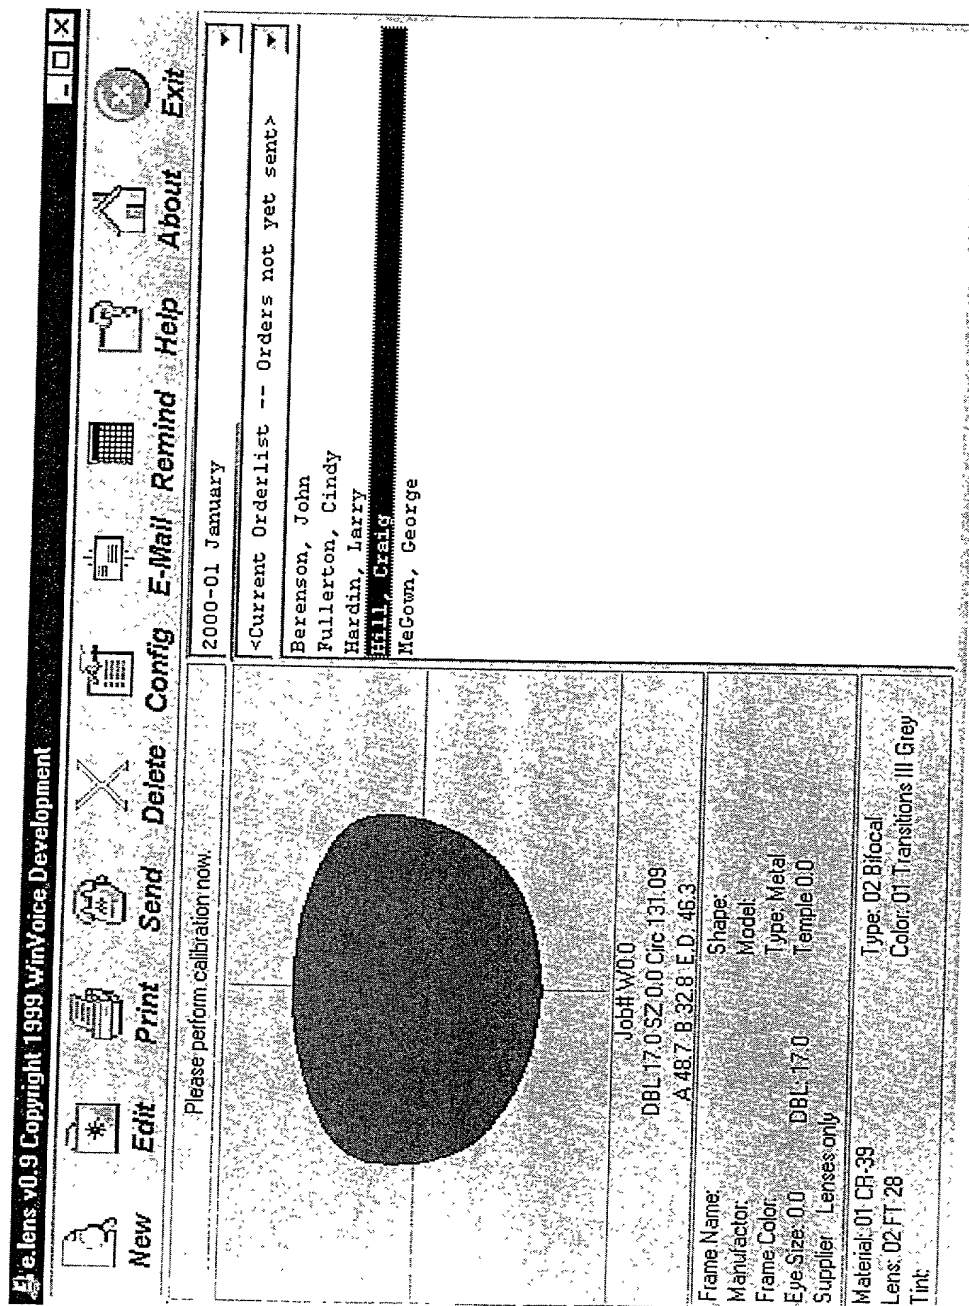 e.lens v0.9 Copyright 1999 WinVoice Development
New Edit Print Send Delete Config E-Mail Remind Help About Exit
Please perform calibration now.
Job# W0.0
DBL:17.0 SZ:0.0 Circ:131.09
A:48.7 B:32.8 E.D.:46.3
Frame Name: Shape:
Manufactor: Model:
Frame Color: Type: Metal
Eye Size: 0.0 DBL: 17.0 Temple:0.0
Supplier: Lenses only
Material: 01 CR-39 Type: 02 Bifocal
Lens: 02 FT-28 Color: 01 Transitions III Grey
Tint:
2000-01 January
<Current Orderlist -- Orders not yet sent>
Berenson, John
Fullerton, Cindy
Hardin, Larry
Hill, Craig
McGown, George